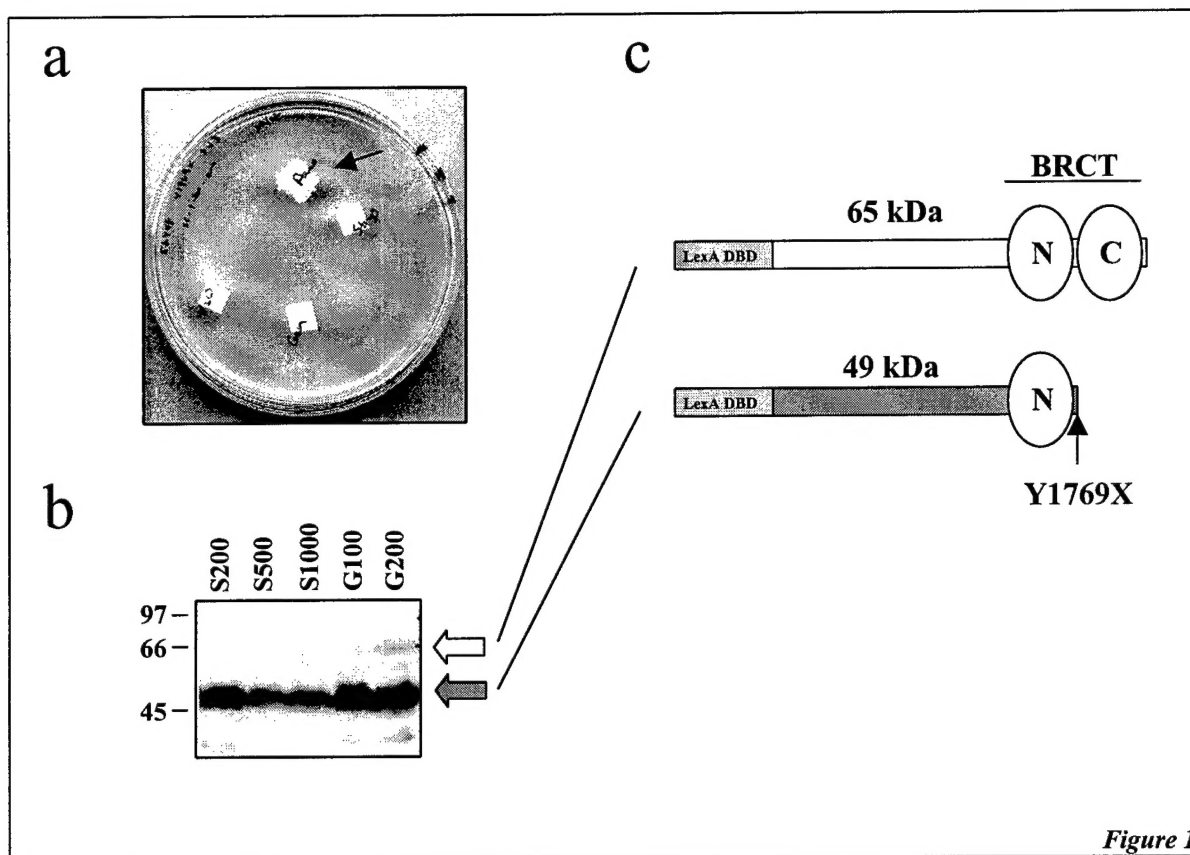 a
c
BRCT
65 kDa
LexA DBD
N
C
49 kDa
LexA DBD
N
Y1769X
b
S200
S500
S1000
G100
G200
97
66
45
Figure 1